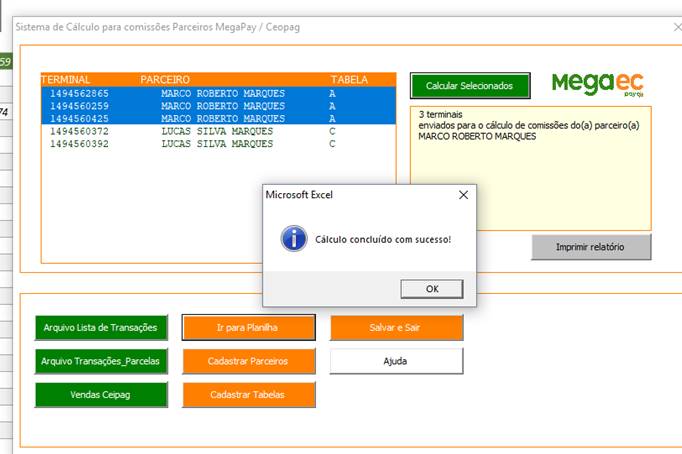 Sistema de Cálculo para comissões Parceiros MegaPay / Ceopag
59
74
TERMINAL PARCEIRO TABELA
1494562865 MARCO ROBERTO MARQUES A
1494560259 MARCO ROBERTO MARQUES A
1494560425 MARCO ROBERTO MARQUES A
1494560372 LUCAS SILVA MARQUES C
1494560392 LUCAS SILVA MARQUES C
Calcular Selecionados
Megaec
pay
3 terminais
enviados para o cálculo de comissões do(a) parceiro(a)
MARCO ROBERTO MARQUES
Microsoft Excel
Cálculo concluído com sucesso!
OK
Imprimir relatório
Arquivo Lista de Transações
Ir para Planilha
Salvar e Sair
Arquivo Transações_Parcelas
Cadastrar Parceiros
Ajuda
Vendas Ceipag
Cadastrar Tabelas